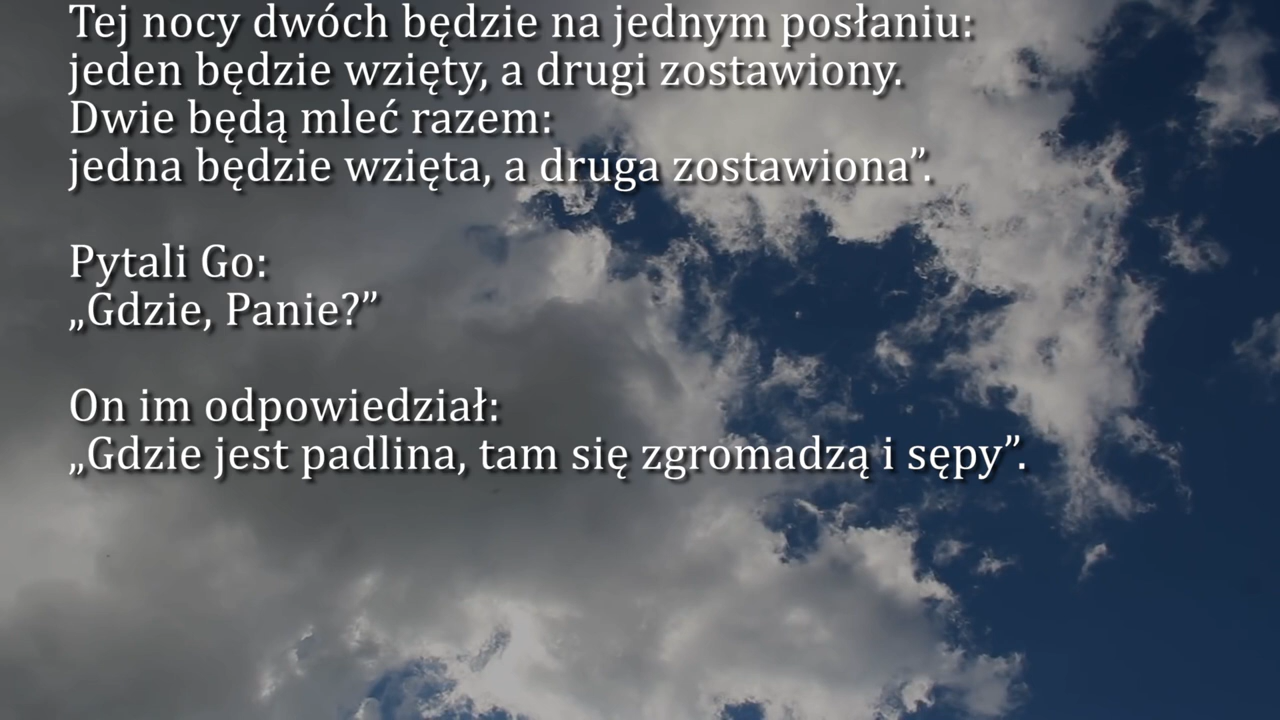 Tej nocy dwóch będzie na jednym posłaniu:
jeden będzie wzięty, a drugi zostawiony.
Dwie będą mleć razem:
jedna będzie wzięta, a druga zostawiona”.
Pytali Go:
„Gdzie, Panie?”
On im odpowiedział:
„Gdzie jest padlina, tam się zgromadzą i sępy”.